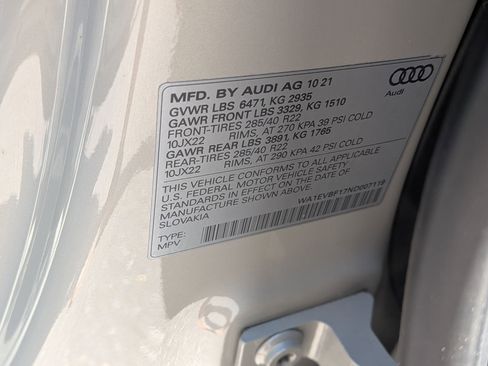 MFD. BY AUDI AG 10 21
GVWR LBS 6471, KG 2935
GAWR FRONT LBS 3329, KG 1510
FRONT-TIRES 285/40 R22
10JX22 RIMS, AT 270 KPA 39 PSI COLD
GAWR REAR LBS 3891, KG 1765
REAR-TIRES 285/40 R22
10JX22 RIMS, AT 290 KPA 42 PSI COLD
THIS VEHICLE CONFORMS TO ALL APPLICABLE
U.S. FEDERAL MOTOR VEHICLE SAFETY
STANDARDS IN EFFECT ON THE DATE OF
MANUFACTURE SHOWN ABOVE.
SLOVAKIA
WA1EVBF17ND007119
TYPE:
MPV
Audi